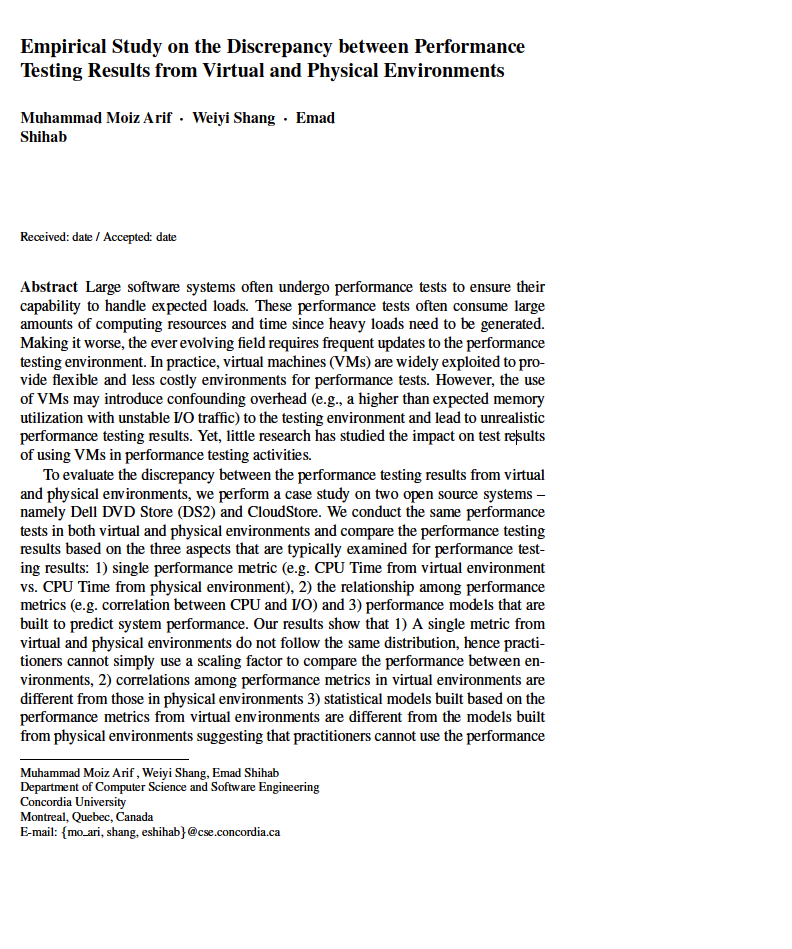 Empirical Study on the Discrepancy between Performance
Testing Results from Virtual and Physical Environments
Muhammad Moiz Arif · Weiyi Shang · Emad
Shihab
Received: date / Accepted: date
Abstract Large software systems often undergo performance tests to ensure their
capability to handle expected loads. These performance tests often consume large
amounts of computing resources and time since heavy loads need to be generated.
Making it worse, the ever evolving field requires frequent updates to the performance
testing environment. In practice, virtual machines (VMs) are widely exploited to pro-
vide flexible and less costly environments for performance tests. However, the use
of VMs may introduce confounding overhead (e.g., a higher than expected memory
utilization with unstable I/O traffic) to the testing environment and lead to unrealistic
performance testing results. Yet, little research has studied the impact on test results
of using VMs in performance testing activities.
To evaluate the discrepancy between the performance testing results from virtual
and physical environments, we perform a case study on two open source systems –
namely Dell DVD Store (DS2) and CloudStore. We conduct the same performance
tests in both virtual and physical environments and compare the performance testing
results based on the three aspects that are typically examined for performance test-
ing results: 1) single performance metric (e.g. CPU Time from virtual environment
vs. CPU Time from physical environment), 2) the relationship among performance
metrics (e.g. correlation between CPU and I/O) and 3) performance models that are
built to predict system performance. Our results show that 1) A single metric from
virtual and physical environments do not follow the same distribution, hence practi-
tioners cannot simply use a scaling factor to compare the performance between en-
vironments, 2) correlations among performance metrics in virtual environments are
different from those in physical environments 3) statistical models built based on the
performance metrics from virtual environments are different from the models built
from physical environments suggesting that practitioners cannot use the performance
Muhammad Moiz Arif , Weiyi Shang, Emad Shihab
Department of Computer Science and Software Engineering
Concordia University
Montreal, Quebec, Canada
E-mail: {mo_ari, shang, eshihab}@cse.concordia.ca